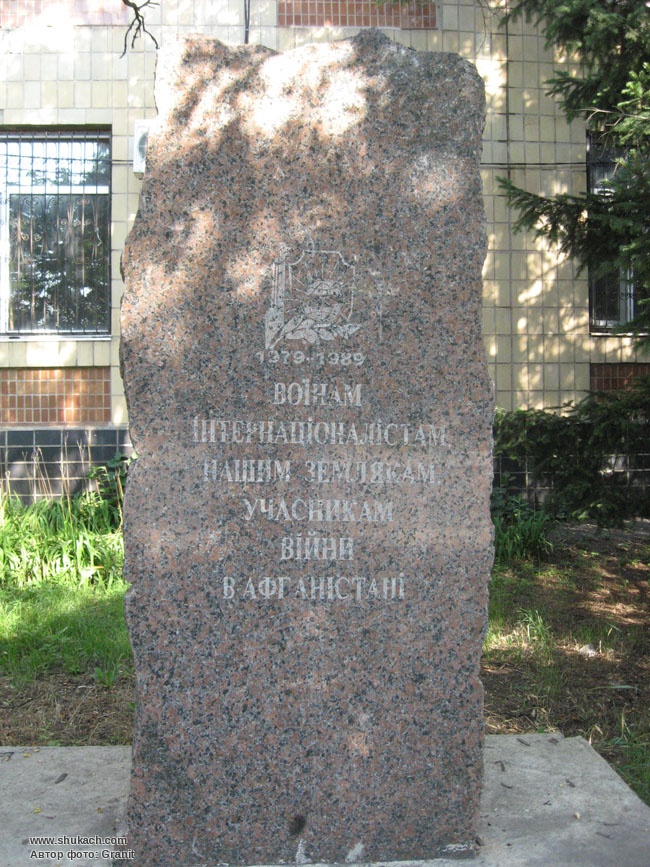 1979-1989
ВОЇНАМ
ІНТЕРНАЦІОНАЛІСТАМ,
НАШИМ ЗЕМЛЯКАМ,
УЧАСНИКАМ
ВІЙНИ
В АФГАНІСТАНІ
www.shukach.com
Автор фото: Granit